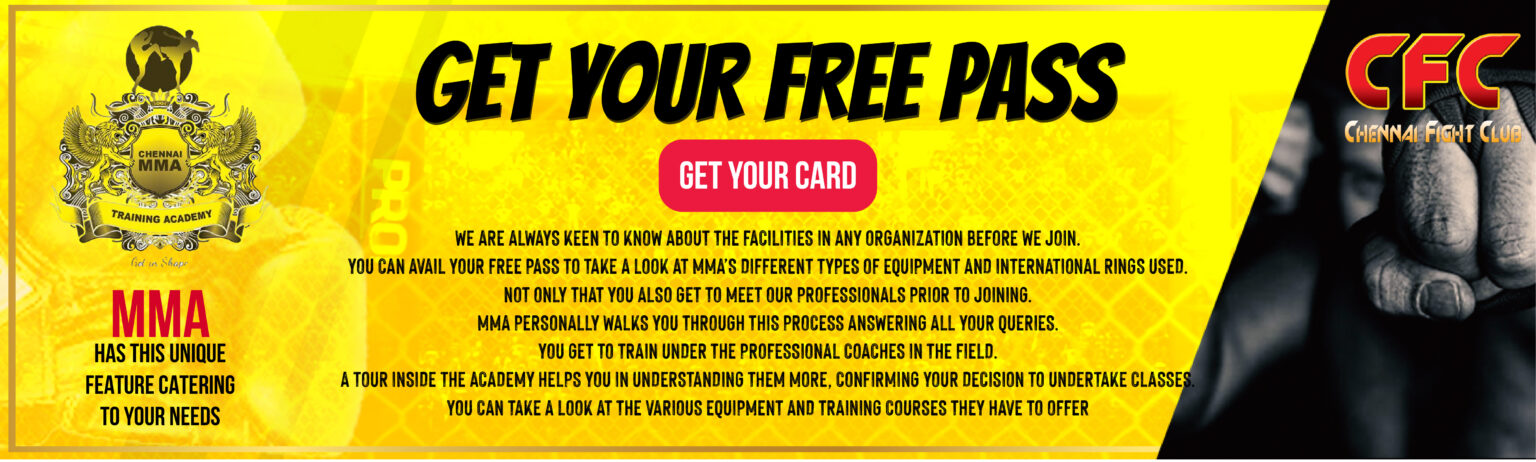 CHENNAI
MMA
TRAINING ACADEMY
Get in Shape
MMA
HAS THIS UNIQUE
FEATURE CATERING
TO YOUR NEEDS
GET YOUR FREE PASS
GET YOUR CARD
PRO
WE ARE ALWAYS KEEN TO KNOW ABOUT THE FACILITIES IN ANY ORGANIZATION BEFORE WE JOIN.
YOU CAN AVAIL YOUR FREE PASS TO TAKE A LOOK AT MMA'S DIFFERENT TYPES OF EQUIPMENT AND INTERNATIONAL RINGS USED.
NOT ONLY THAT YOU ALSO GET TO MEET OUR PROFESSIONALS PRIOR TO JOINING.
MMA PERSONALLY WALKS YOU THROUGH THIS PROCESS ANSWERING ALL YOUR QUERIES.
YOU GET TO TRAIN UNDER THE PROFESSIONAL COACHES IN THE FIELD.
A TOUR INSIDE THE ACADEMY HELPS YOU IN UNDERSTANDING THEM MORE, CONFIRMING YOUR DECISION TO UNDERTAKE CLASSES.
YOU CAN TAKE A LOOK AT THE VARIOUS EQUIPMENT AND TRAINING COURSES THEY HAVE TO OFFER
CFC
CHENNAI FIGHT CLUB